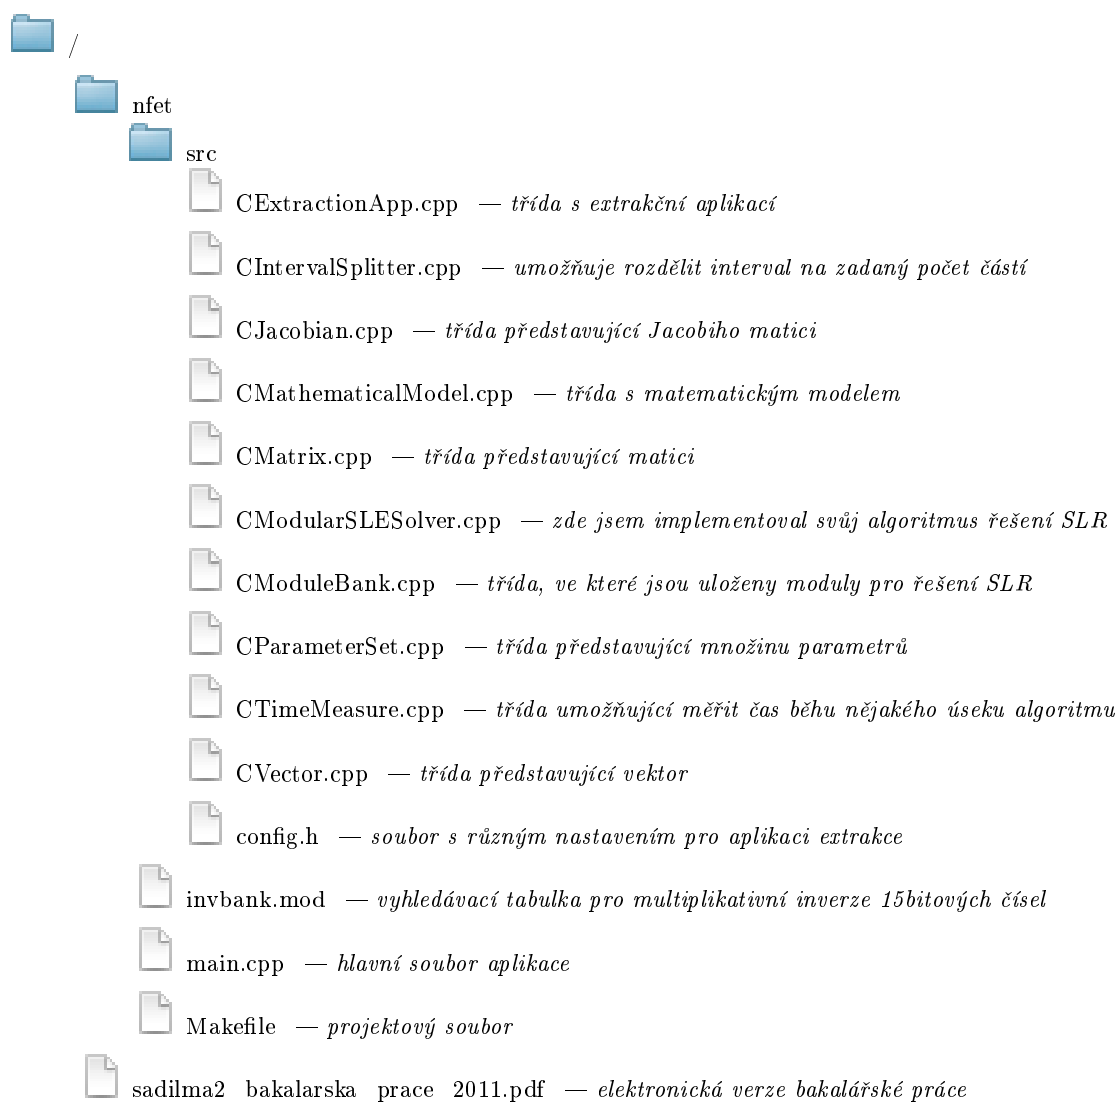 /
nfet
src
CExtractionApp.cpp — třída s extrakční aplikací
CIntervalSplitter.cpp — umožňuje rozdělit interval na zadaný počet částí
CJacobian.cpp — třída představující Jacobiho matici
CMathematicalModel.cpp — třída s matematickým modelem
CMatrix.cpp — třída představující matici
CModularSLESolver.cpp — zde jsem implementoval svůj algoritmus řešení SLR
CModuleBank.cpp — třída, ve které jsou uloženy moduly pro řešení SLR
CParameterSet.cpp — třída představující množinu parametrů
CTimeMeasure.cpp — třída umožňující měřit čas běhu nějakého úseku algoritmu
CVector.cpp — třída představující vektor
config.h — soubor s různým nastavením pro aplikaci extrakce
invbank.mod — vyhledávací tabulka pro multiplikativní inverze 15bitových čísel
main.cpp — hlavní soubor aplikace
Makefile — projektový soubor
sadilma2 bakalarska prace 2011.pdf — elektronická verze bakalářské práce